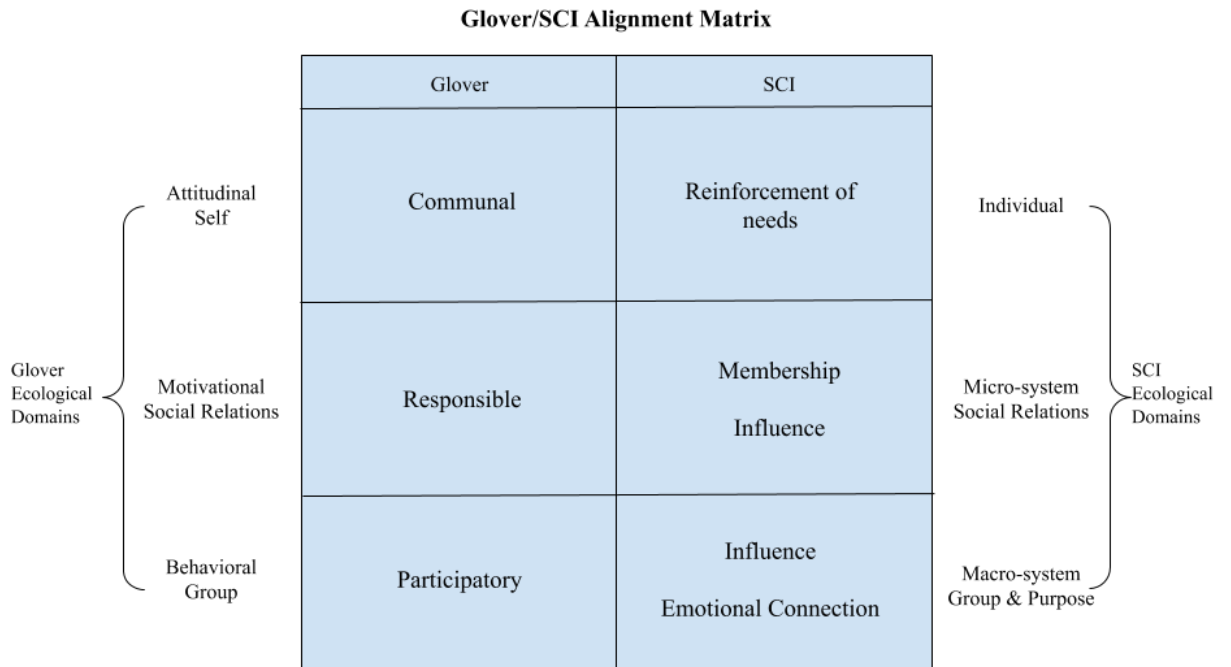 Glover/SCI Alignment Matrix
Glover
SCI
Attitudinal
Self
Communal
Reinforcement of
needs
Individual
Glover
Ecological
Domains
Motivational
Social Relations
Responsible
Membership
Influence
Micro-system
Social Relations
SCI
Ecological
Domains
Behavioral
Group
Participatory
Influence
Emotional Connection
Macro-system
Group & Purpose